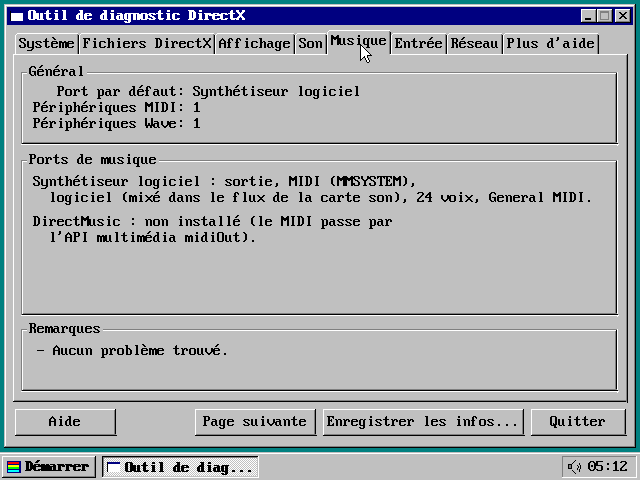 Outil de diagnostic DirectX
Système Fichiers DirectX Affichage Son Musique Entrée Réseau Plus d'aide
Général
Port par défaut: Synthétiseur logiciel
Périphériques MIDI: 1
Périphériques Wave: 1
Ports de musique
Synthétiseur logiciel : sortie, MIDI (MMSYSTEM),
logiciel (mixé dans le flux de la carte son), 24 voix, General MIDI.
DirectMusic : non installé (le MIDI passe par
l'API multimédia midiOut).
Remarques
- Aucun problème trouvé.
Aide Page suivante Enregistrer les infos... Quitter
Démarrer Outil de diag... 05:12